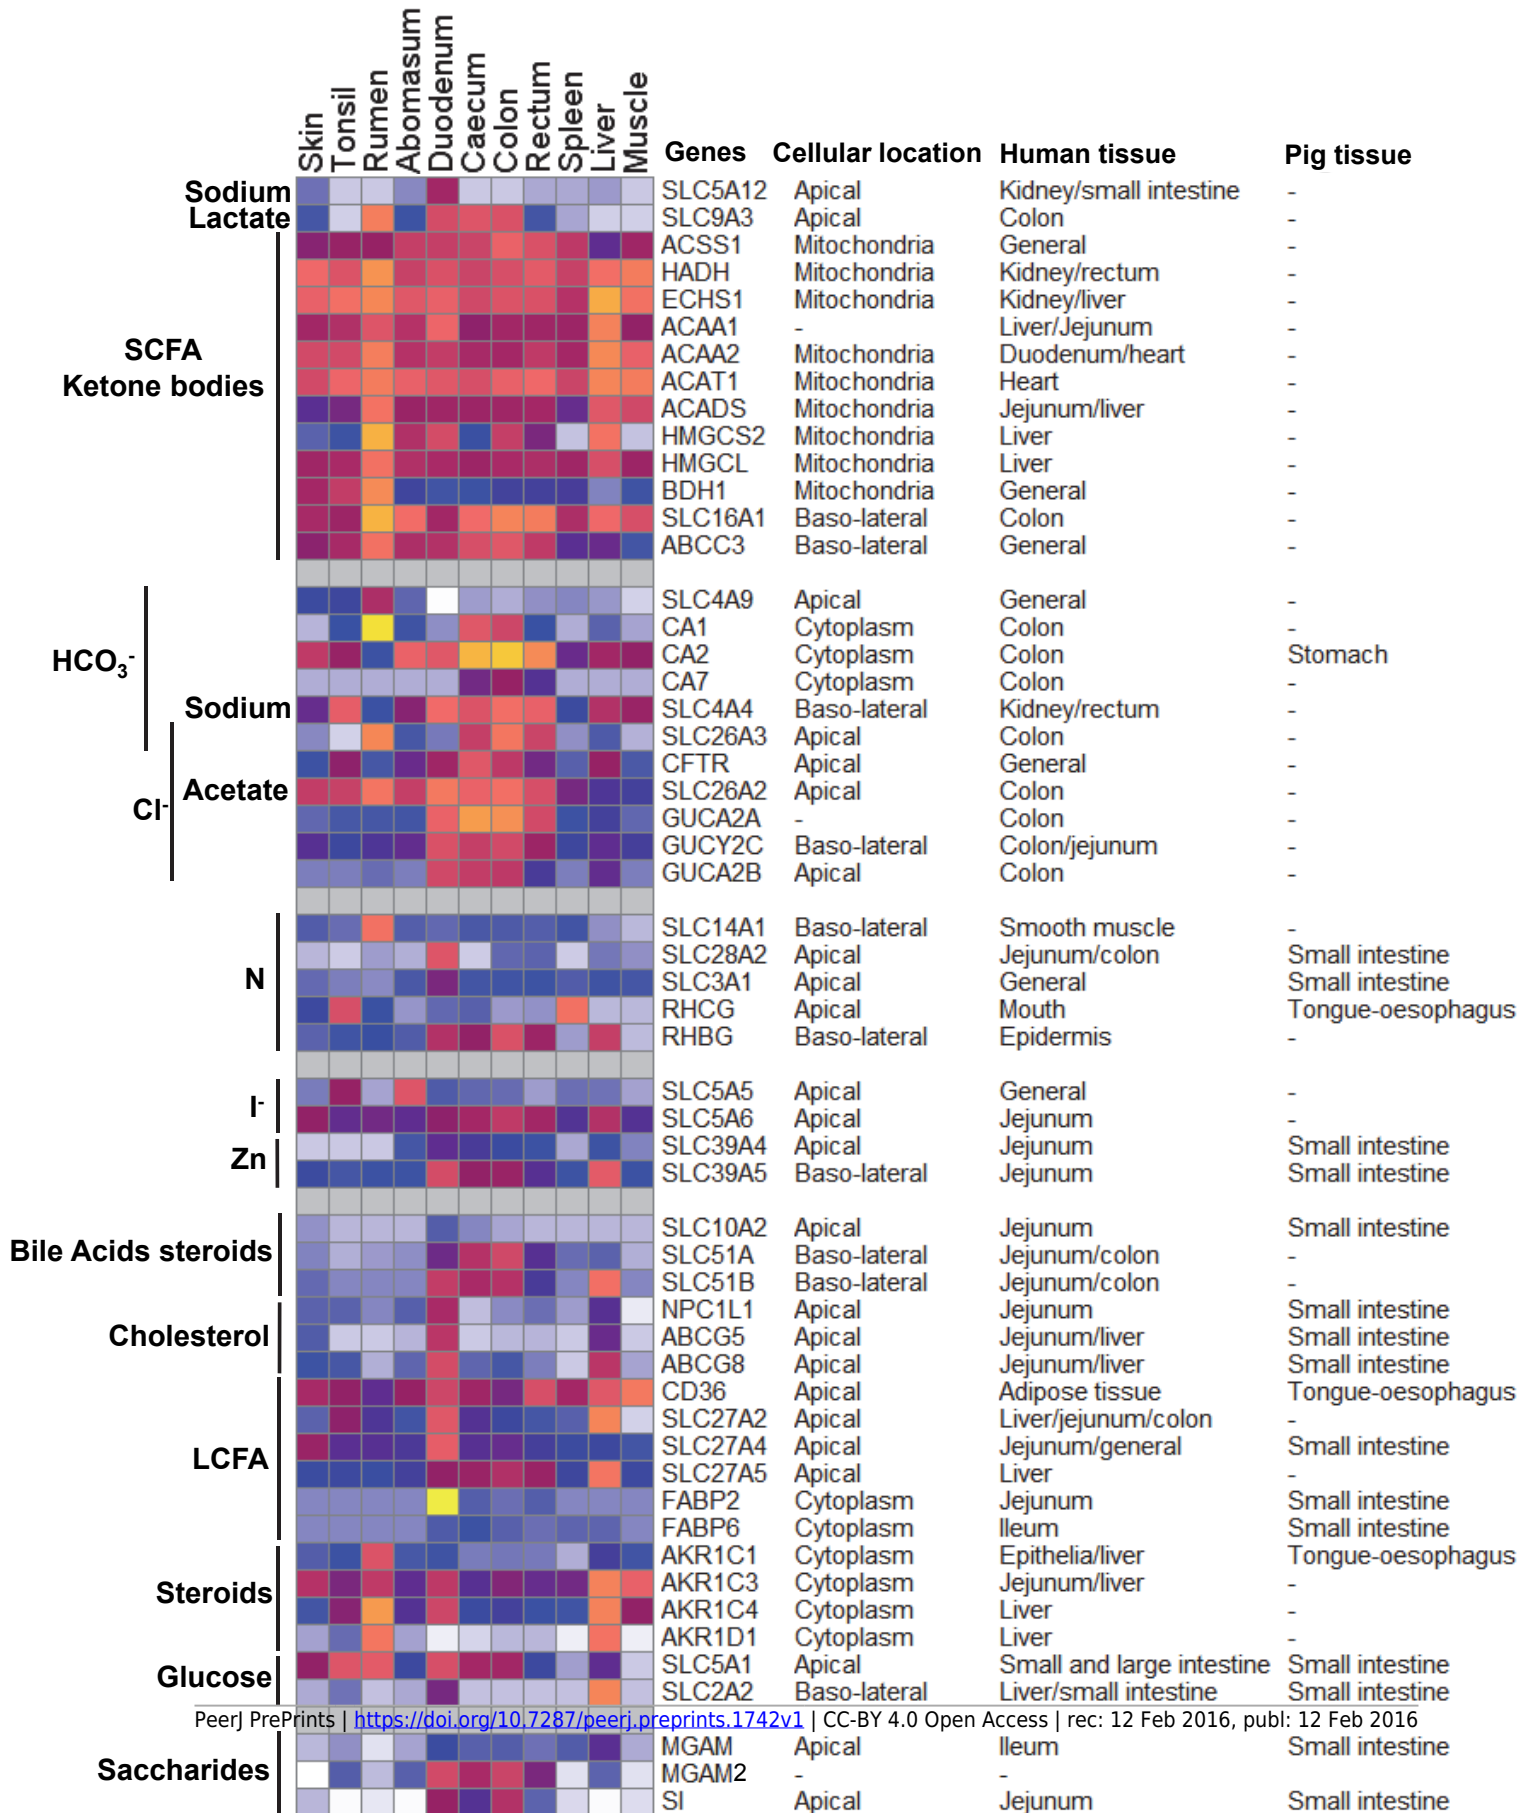 Skin Tonsil Rumen Abomasum Duodenum Caecum Colon Rectum Spleen Liver Muscle
Genes Cellular location Human tissue Pig tissue
Sodium SLC5A12 Apical Kidney/small intestine -
Lactate SLC9A3 Apical Colon -
ACSS1 Mitochondria General -
HADH Mitochondria Kidney/rectum -
ECHS1 Mitochondria Kidney/liver -
ACAA1 - Liver/Jejunum -
SCFA
ACAA2 Mitochondria Duodenum/heart -
Ketone bodies
ACAT1 Mitochondria Heart -
ACADS Mitochondria Jejunum/liver -
HMGCS2 Mitochondria Liver -
HMGCL Mitochondria Liver -
BDH1 Mitochondria General -
SLC16A1 Baso-lateral Colon -
ABCC3 Baso-lateral General -
SLC4A9 Apical General -
CA1 Cytoplasm Colon -
HCO₃⁻ CA2 Cytoplasm Colon Stomach
CA7 Cytoplasm Colon -
Sodium SLC4A4 Baso-lateral Kidney/rectum -
SLC26A3 Apical Colon -
CFTR Apical General -
Acetate SLC26A2 Apical Colon -
Cl⁻ GUCA2A - Colon -
GUCY2C Baso-lateral Colon/jejunum -
GUCA2B Apical Colon -
SLC14A1 Baso-lateral Smooth muscle -
SLC28A2 Apical Jejunum/colon Small intestine
N SLC3A1 Apical General Small intestine
RHCG Apical Mouth Tongue-oesophagus
RHBG Baso-lateral Epidermis -
SLC5A5 Apical General -
I⁻ SLC5A6 Apical Jejunum -
SLC39A4 Apical Jejunum Small intestine
Zn SLC39A5 Baso-lateral Jejunum Small intestine
SLC10A2 Apical Jejunum Small intestine
Bile Acids steroids SLC51A Baso-lateral Jejunum/colon -
SLC51B Baso-lateral Jejunum/colon -
NPC1L1 Apical Jejunum Small intestine
Cholesterol ABCG5 Apical Jejunum/liver Small intestine
ABCG8 Apical Jejunum/liver Small intestine
CD36 Apical Adipose tissue Tongue-oesophagus
SLC27A2 Apical Liver/jejunum/colon -
LCFA SLC27A4 Apical Jejunum/general Small intestine
SLC27A5 Apical Liver -
FABP2 Cytoplasm Jejunum Small intestine
FABP6 Cytoplasm Ileum Small intestine
AKR1C1 Cytoplasm Epithelia/liver Tongue-oesophagus
Steroids AKR1C3 Cytoplasm Jejunum/liver -
AKR1C4 Cytoplasm Liver -
AKR1D1 Cytoplasm Liver -
Glucose SLC5A1 Apical Small and large intestine Small intestine
SLC2A2 Baso-lateral Liver/small intestine Small intestine
PeerJ PrePrints | https://doi.org/10.7287/peerj.preprints.1742v1 | CC-BY 4.0 Open Access | rec: 12 Feb 2016, publ: 12 Feb 2016
MGAM Apical Ileum Small intestine
Saccharides MGAM2 - -
SI Apical Jejunum Small intestine